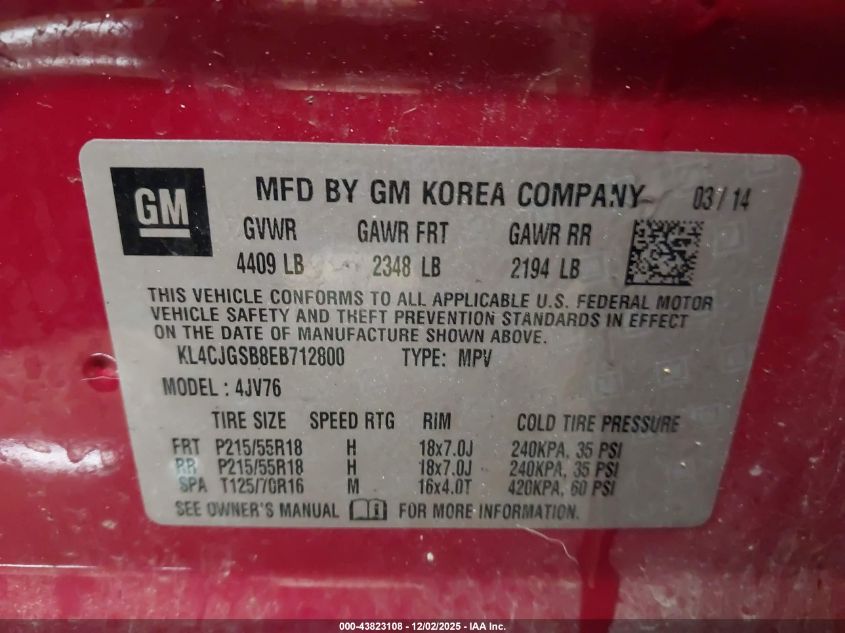 GM
MFD BY GM KOREA COMPANY 03/14
GVWR GAWR FRT GAWR RR
4409 LB 2348 LB 2194 LB
THIS VEHICLE CONFORMS TO ALL APPLICABLE U.S. FEDERAL MOTOR
VEHICLE SAFETY AND THEFT PREVENTION STANDARDS IN EFFECT
ON THE DATE OF MANUFACTURE SHOWN ABOVE.
KL4CJGSB8EB712800 TYPE: MPV
MODEL: 4JV76
TIRE SIZE SPEED RTG RIM COLD TIRE PRESSURE
FRT P215/55R18 H 18x7.0J 240KPA, 35 PSI
RR P215/55R18 H 18x7.0J 240KPA, 35 PSI
SPA T125/70R16 M 16x4.0T 420KPA, 60 PSI
SEE OWNER'S MANUAL FOR MORE INFORMATION.
000-43823108 - 12/02/2025 - IAA Inc.